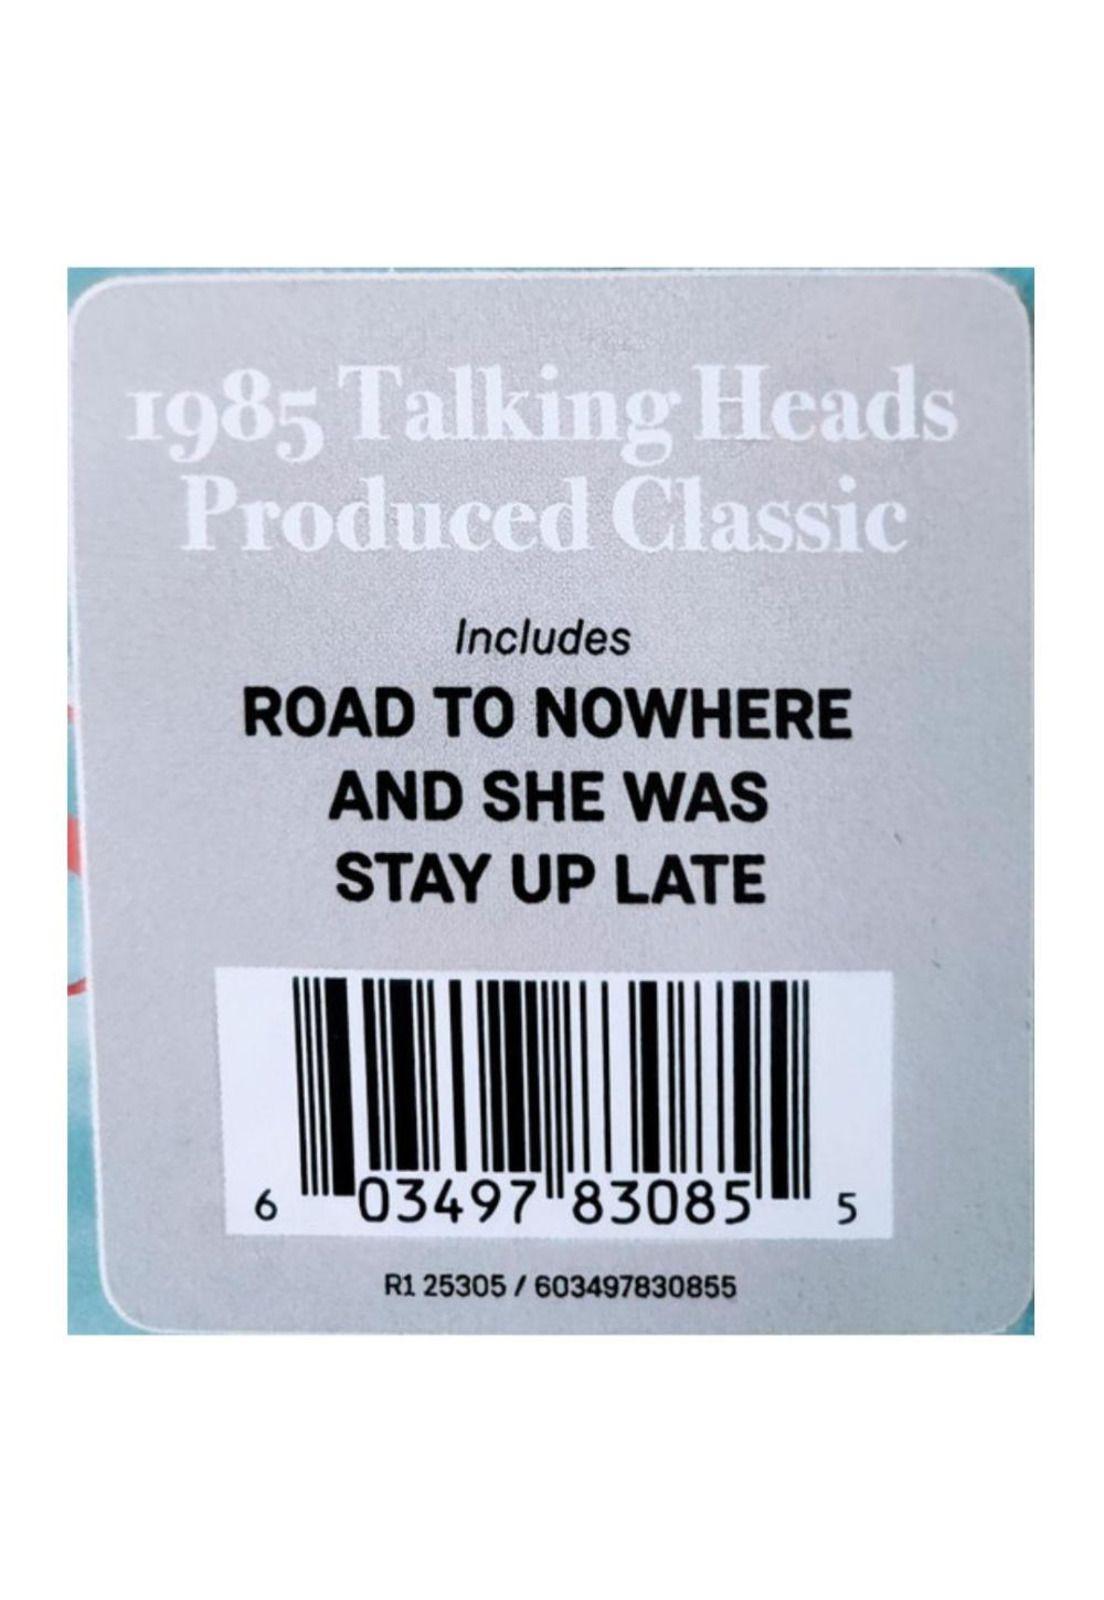 1985 Talking Heads
Produced Classic
Includes
ROAD TO NOWHERE
AND SHE WAS
STAY UP LATE
6 03497 83085 5
R1 25305 / 603497830855